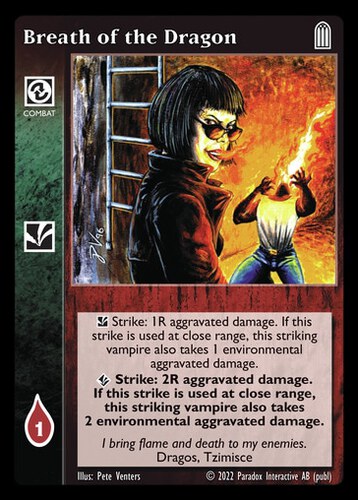 Breath of the Dragon
COMBAT
PV96
Strike: 1R aggravated damage. If this
strike is used at close range, this striking
vampire also takes 1 environmental
aggravated damage.
Strike: 2R aggravated damage.
If this strike is used at close range,
this striking vampire also takes
2 environmental aggravated damage.
1
I bring flame and death to my enemies.
Dragos, Tzimisce
Illus: Pete Venters
© 2022 Paradox Interactive AB (publ)